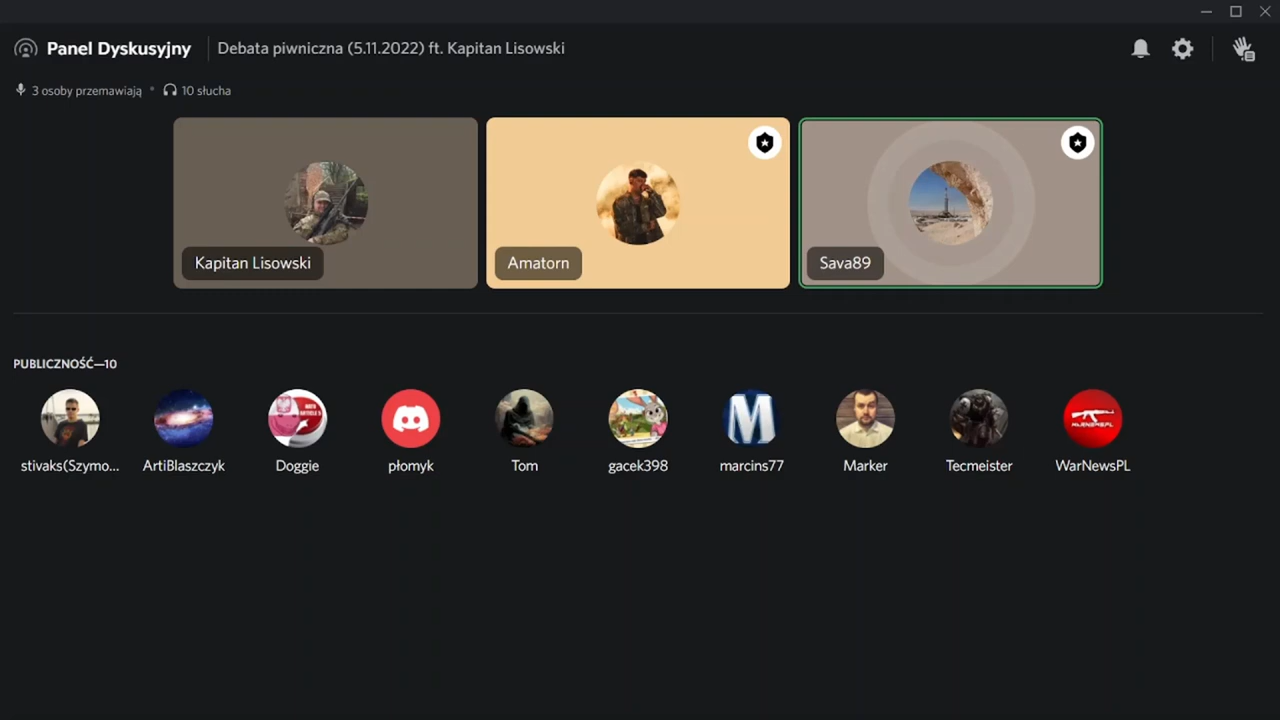 Panel Dyskusyjny
Debata piwniczna (5.11.2022) ft. Kapitan Lisowski
3 osoby przemawiają • 10 słucha
Kapitan Lisowski
Amatorn
Sava89
PUBLICZNOŚĆ—10
stivaks(Szymo...
ArtiBlaszczyk
Doggie
płomyk
Tom
gacek398
M
marcins77
Marker
Tecmeister
WARNEWSPL
WarNewsPL